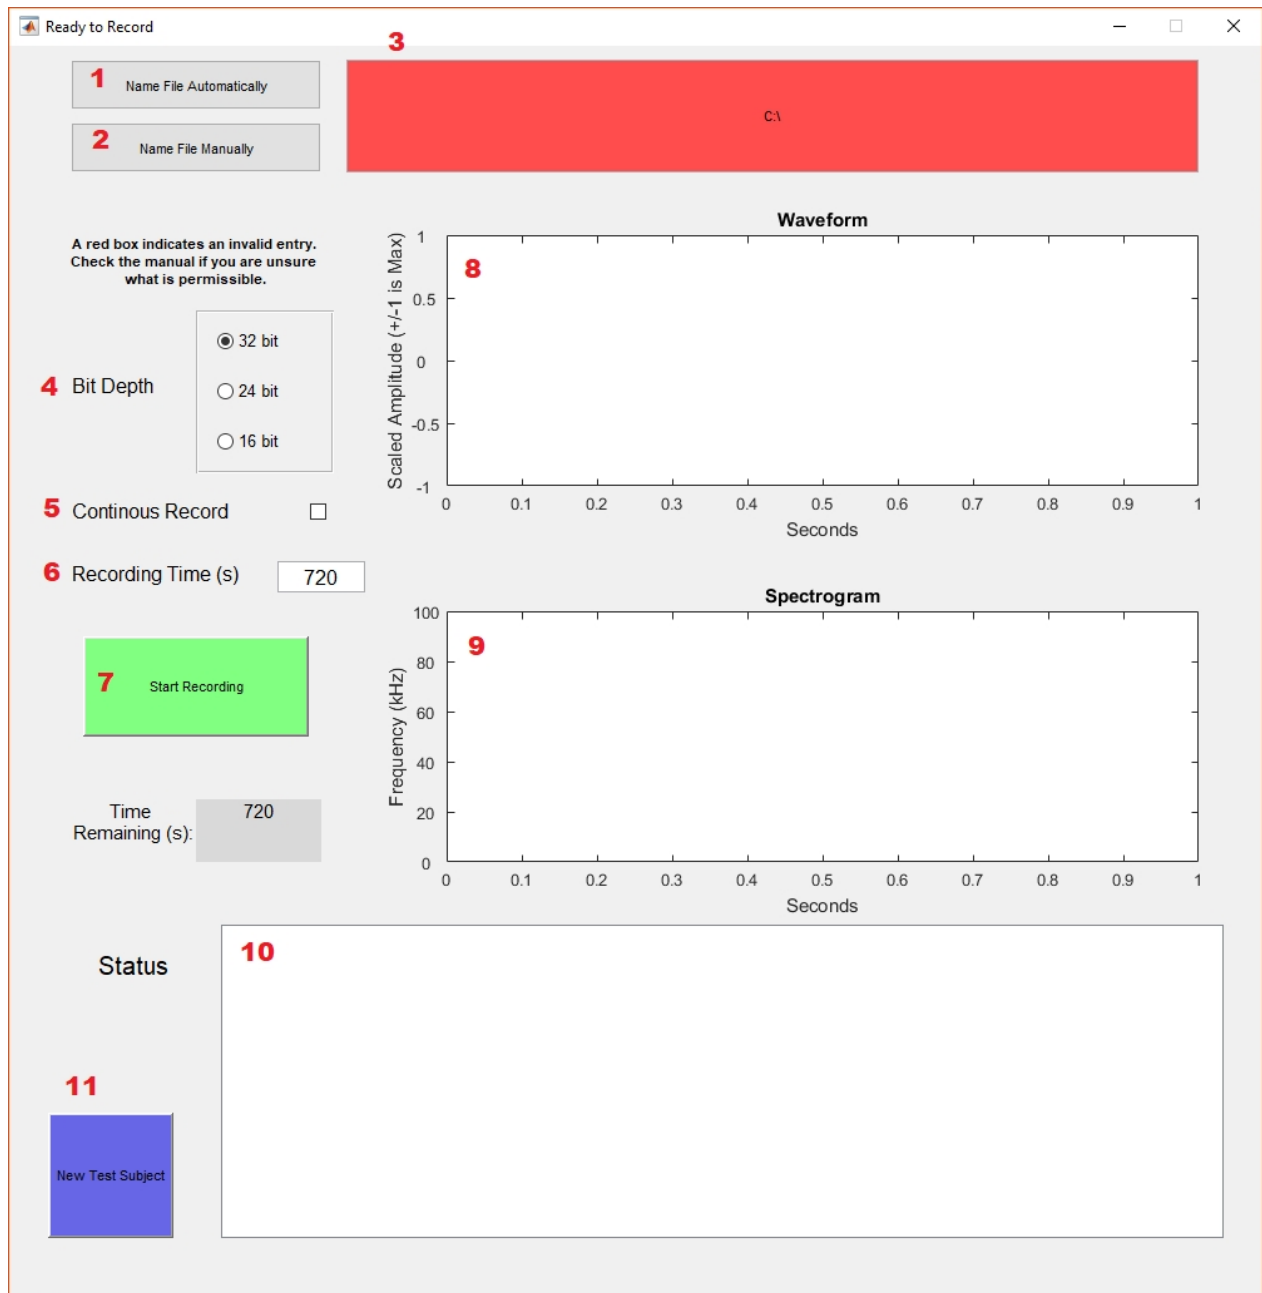 Ready to Record
3
1 Name File Automatically
C:\
2 Name File Manually
A red box indicates an invalid entry.
Check the manual if you are unsure
what is permissible.
4 Bit Depth
32 bit
24 bit
16 bit
5 Continous Record
6 Recording Time (s) 720
7 Start Recording
Time
Remaining (s):
720
Waveform
8
Scaled Amplitude (+/-1 is Max)
1
0.5
0
-0.5
-1
0 0.1 0.2 0.3 0.4 0.5 0.6 0.7 0.8 0.9 1
Seconds
Spectrogram
9
Frequency (kHz)
100
80
60
40
20
0
0 0.1 0.2 0.3 0.4 0.5 0.6 0.7 0.8 0.9 1
Seconds
Status
10
11
New Test Subject